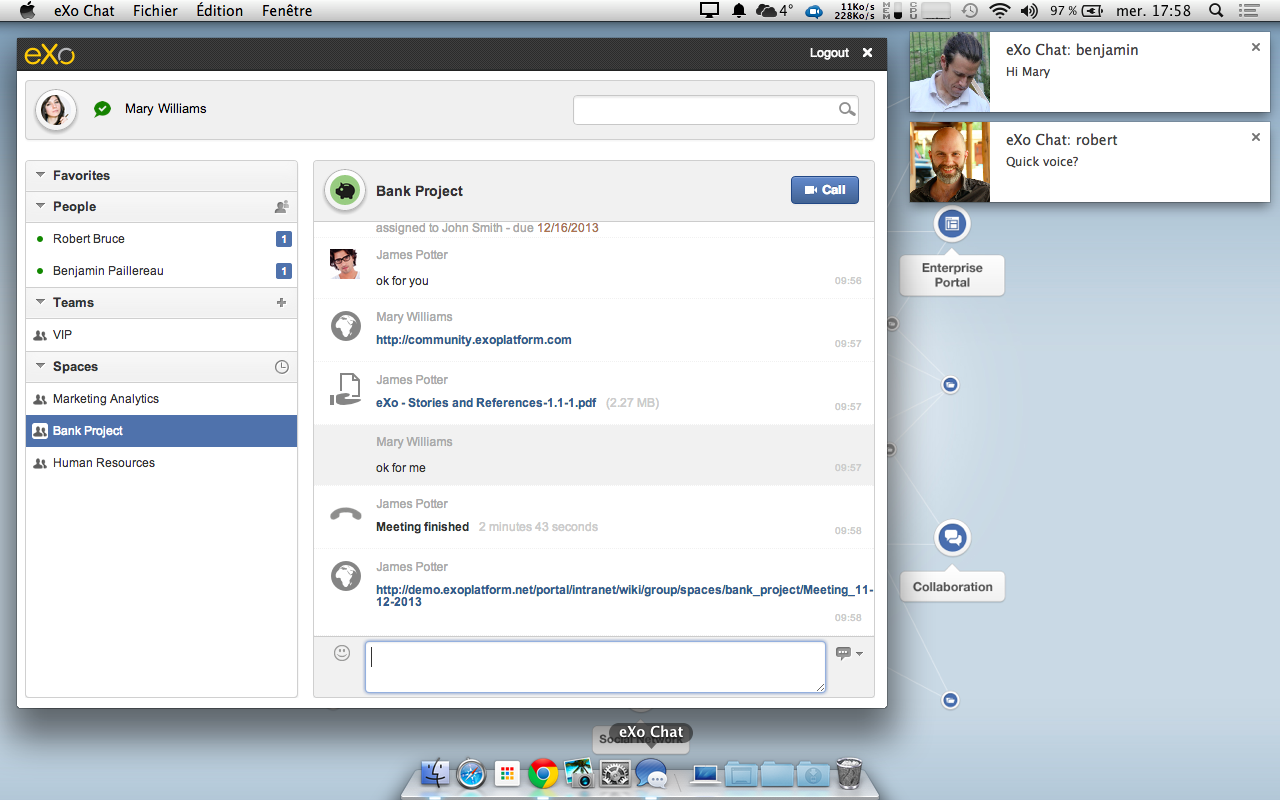 eXo Chat Fichier Édition Fenêtre
4° 11Ko/s 228Ko/s MEM CPU 97 % mer. 17:58
eXo
Logout
Mary Williams
Favorites
People
Robert Bruce 1
Benjamin Paillereau 1
Teams
VIP
Spaces
Marketing Analytics
Bank Project
Human Resources
Bank Project
Call
assigned to John Smith - due 12/16/2013
James Potter
ok for you
09:56
Mary Williams
http://community.exoplatform.com
09:57
James Potter
eXo - Stories and References-1.1-1.pdf (2.27 MB)
09:57
Mary Williams
ok for me
09:57
James Potter
Meeting finished 2 minutes 43 seconds
09:58
James Potter
http://demo.exoplatform.net/portal/intranet/wiki/group/spaces/bank_project/Meeting_11-
12-2013
09:58
eXo Chat: benjamin
Hi Mary
eXo Chat: robert
Quick voice?
Enterprise
Portal
Collaboration
eXo Chat